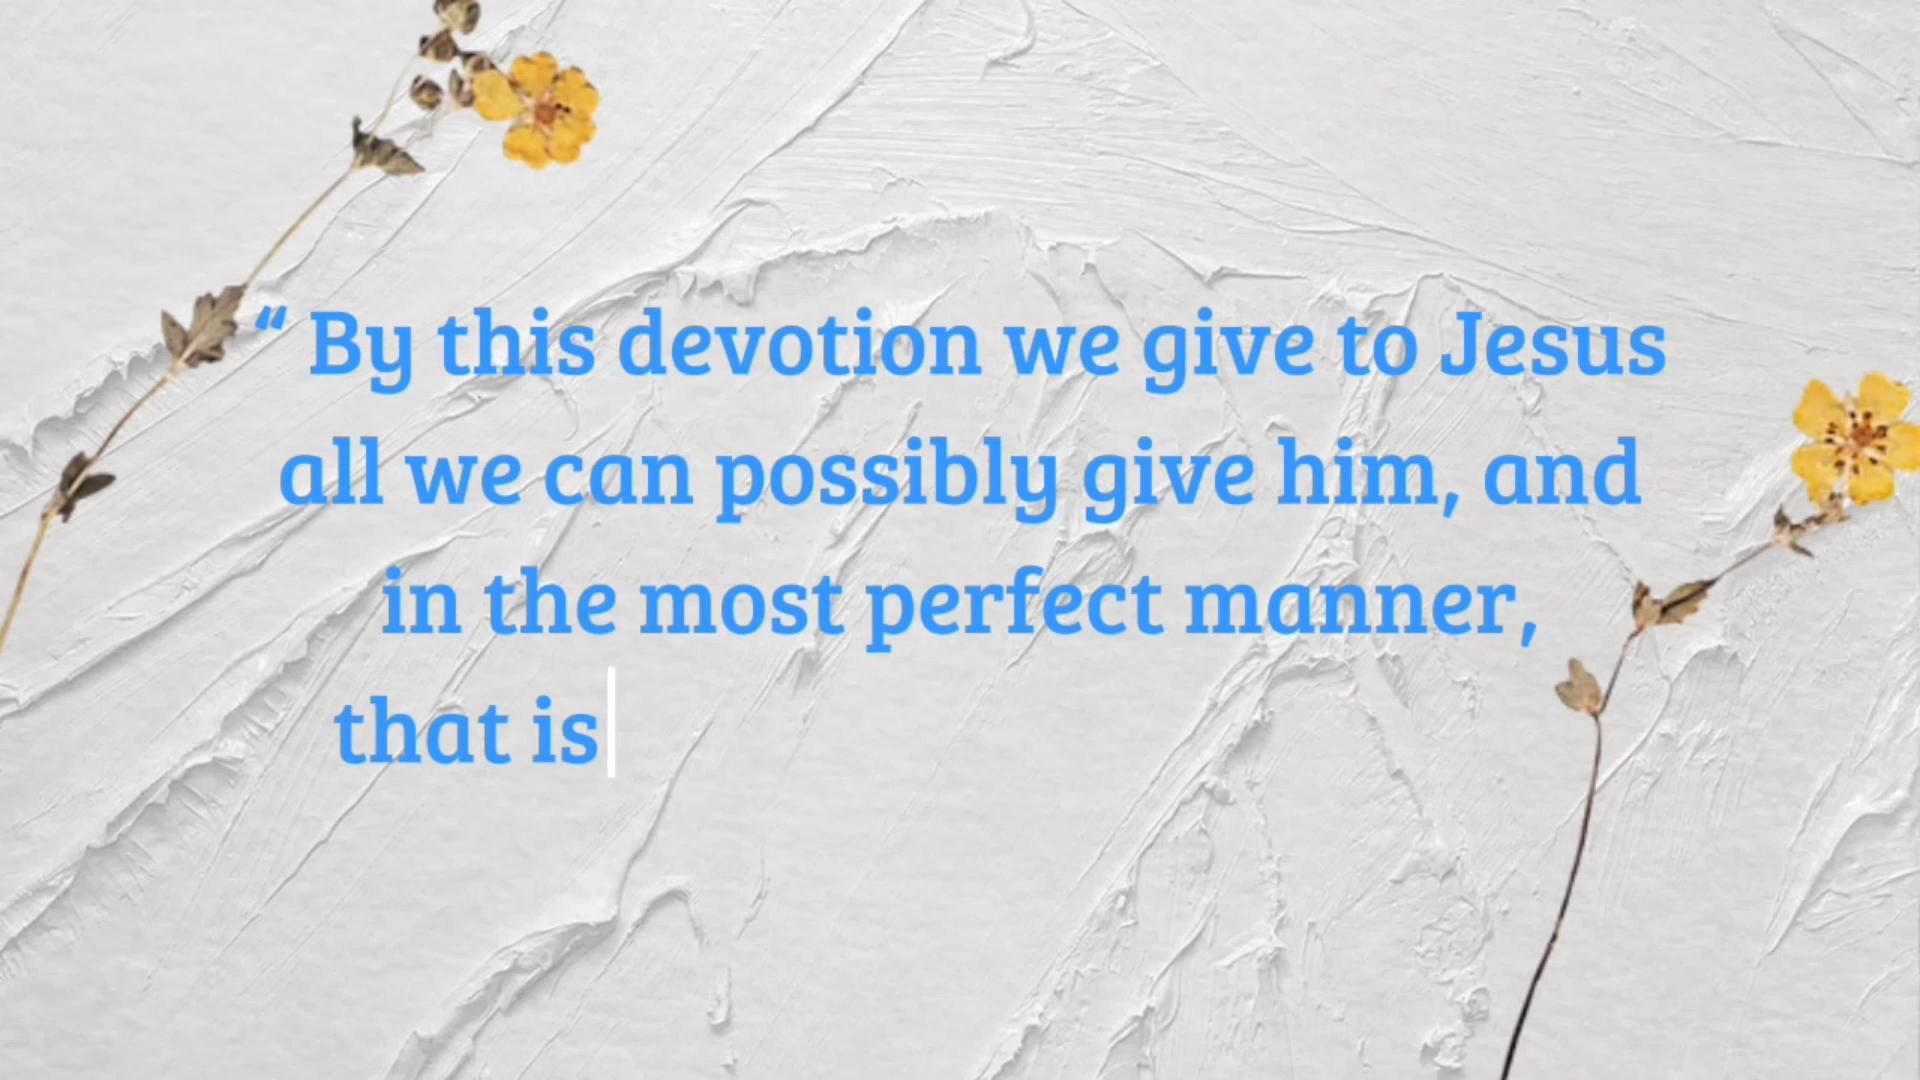 “ By this devotion we give to Jesus
all we can possibly give him, and
in the most perfect manner,
that is